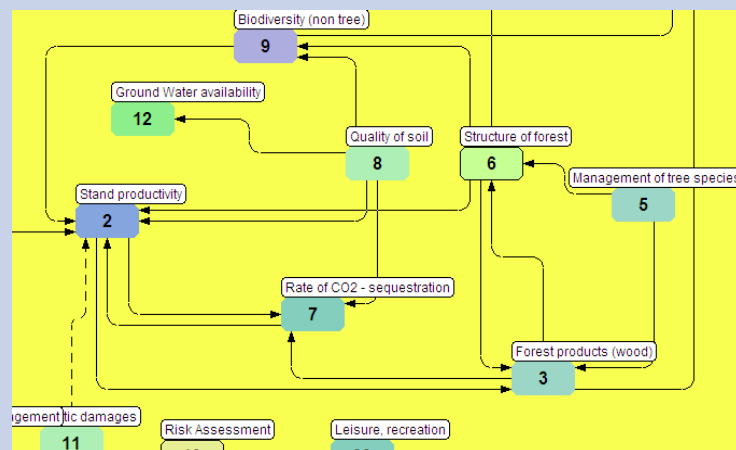 Biodiversity (non tree)
9
Ground Water availability
12
Quality of soil
8
Structure of forest
6
Management of tree species
5
Stand productivity
2
Rate of CO2 - sequestration
7
Forest products (wood)
3
tic damages
11
Risk Assessment
Leisure, recreation